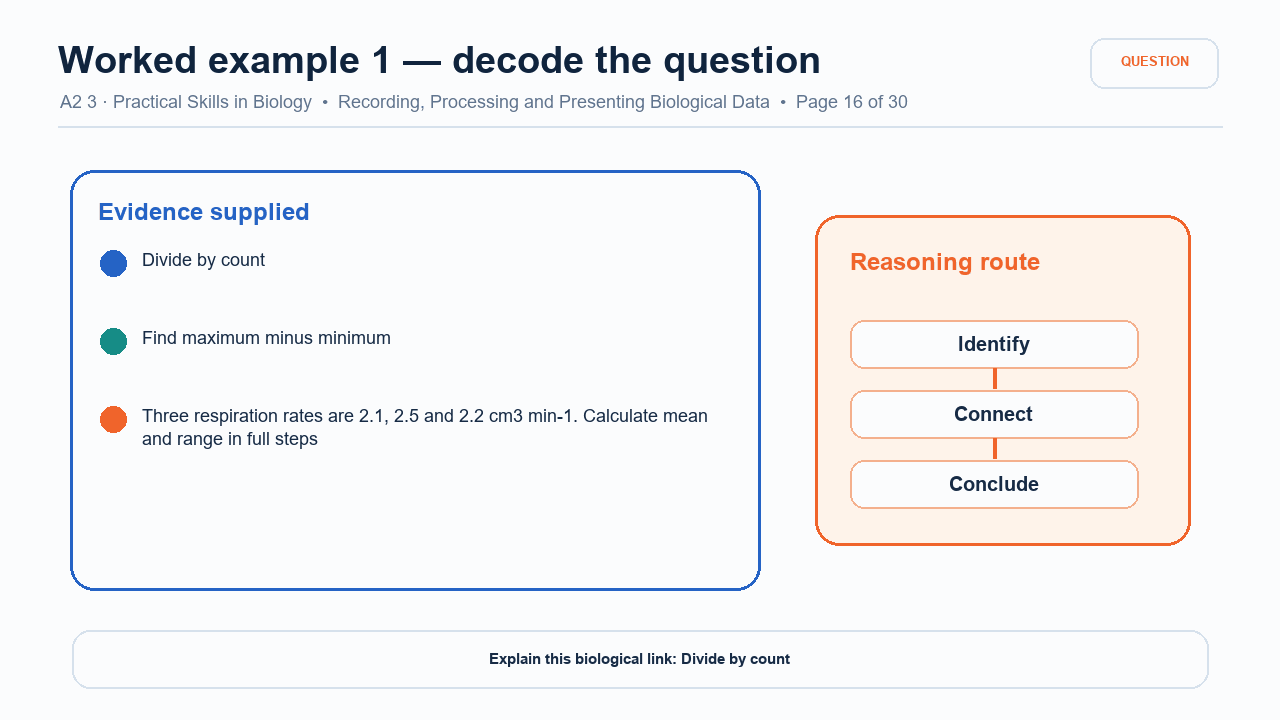 Worked example 1 — decode the question
QUESTION
A2 3 · Practical Skills in Biology • Recording, Processing and Presenting Biological Data • Page 16 of 30
Evidence supplied
Divide by count
Find maximum minus minimum
Three respiration rates are 2.1, 2.5 and 2.2 cm3 min-1. Calculate mean
and range in full steps
Reasoning route
Identify
Connect
Conclude
Explain this biological link: Divide by count